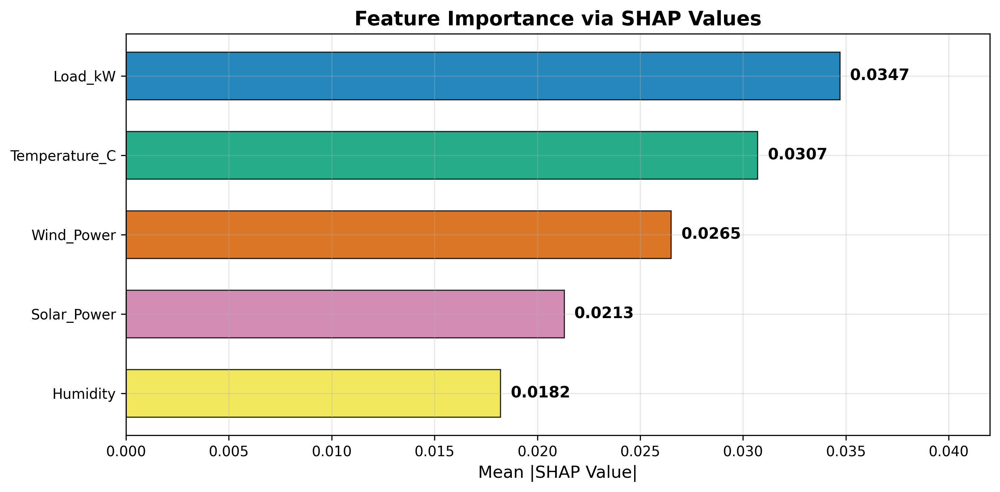 Feature Importance via SHAP Values
Load_kW
0.0347
Temperature_C
0.0307
Wind_Power
0.0265
Solar_Power
0.0213
Humidity
0.0182
0.000 0.005 0.010 0.015 0.020 0.025 0.030 0.035 0.040
Mean |SHAP Value|